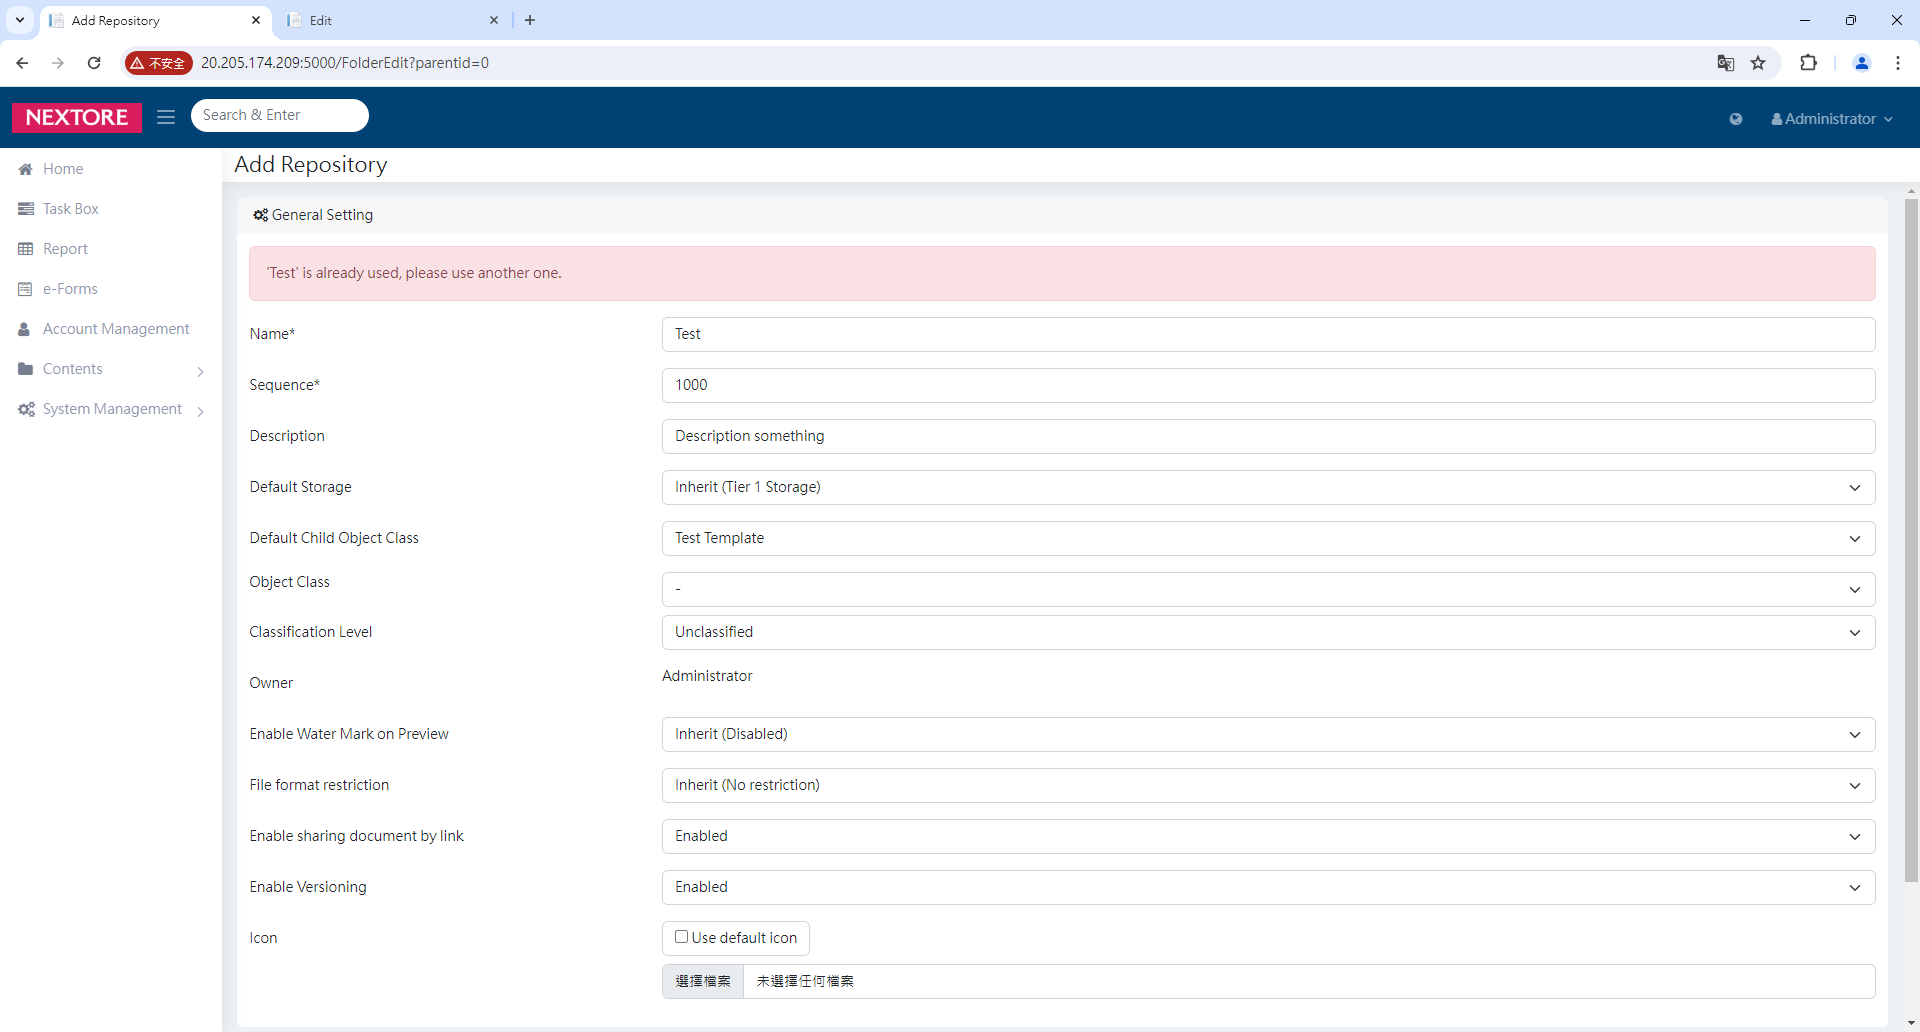 Add Repository
Edit
不安全
20.205.174.209:5000/FolderEdit?parentid=0
NEXTORE
Search & Enter
Administrator
Home
Task Box
Report
e-Forms
Account Management
Contents
System Management
Add Repository
General Setting
'Test' is already used, please use another one.
Name*
Test
Sequence*
1000
Description
Description something
Default Storage
Inherit (Tier 1 Storage)
Default Child Object Class
Test Template
Object Class
-
Classification Level
Unclassified
Owner
Administrator
Enable Water Mark on Preview
Inherit (Disabled)
File format restriction
Inherit (No restriction)
Enable sharing document by link
Enabled
Enable Versioning
Enabled
Icon
Use default icon
選擇檔案 未選擇任何檔案